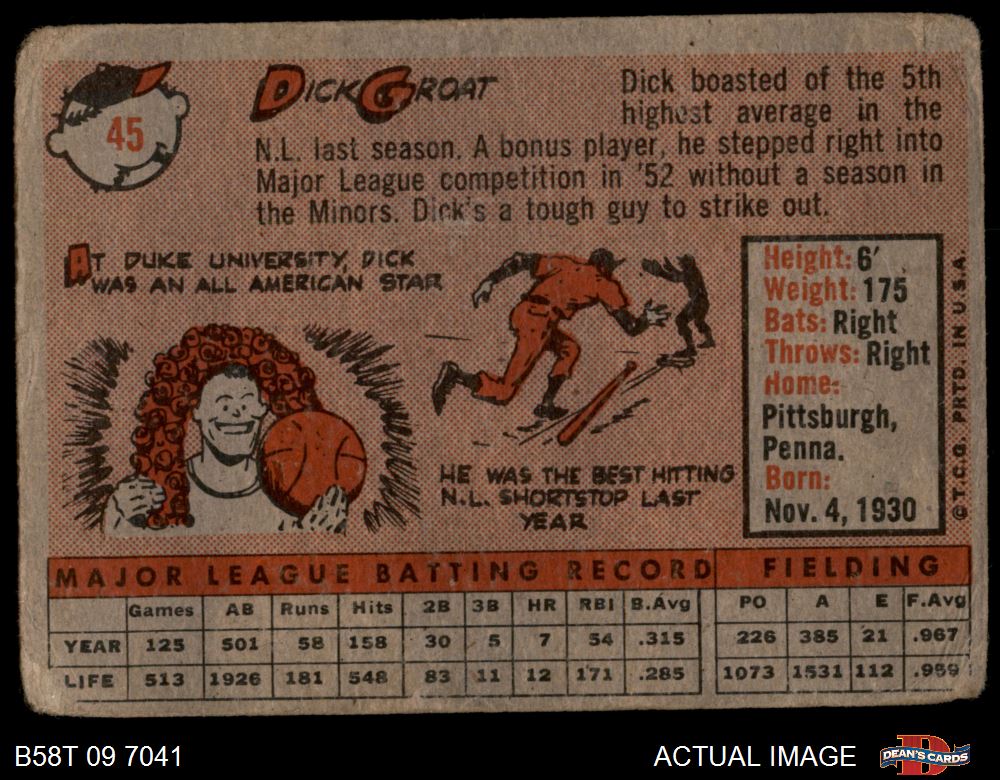 45
DICK GROAT
Dick boasted of the 5th
highest average in the
N.L. last season. A bonus player, he stepped right into
Major League competition in '52 without a season in
the Minors. Dick's a tough guy to strike out.
AT DUKE UNIVERSITY, DICK
WAS AN ALL AMERICAN STAR
HE WAS THE BEST HITTING
N.L. SHORTSTOP LAST
YEAR
Height: 6'
Weight: 175
Bats: Right
Throws: Right
Home:
Pittsburgh,
Penna.
Born:
Nov. 4, 1930
© T.C.G. PRTD. IN U.S.A.
MAJOR LEAGUE BATTING RECORD FIELDING
Games AB Runs Hits 2B 3B HR RBI B.Avg PO A E F.Avg
YEAR 125 501 58 158 30 5 7 54 .315 226 385 21 .967
LIFE 513 1926 181 548 83 11 12 171 .285 1073 1531 112 .959
B58T 09 7041 ACTUAL IMAGE DEAN'S CARDS